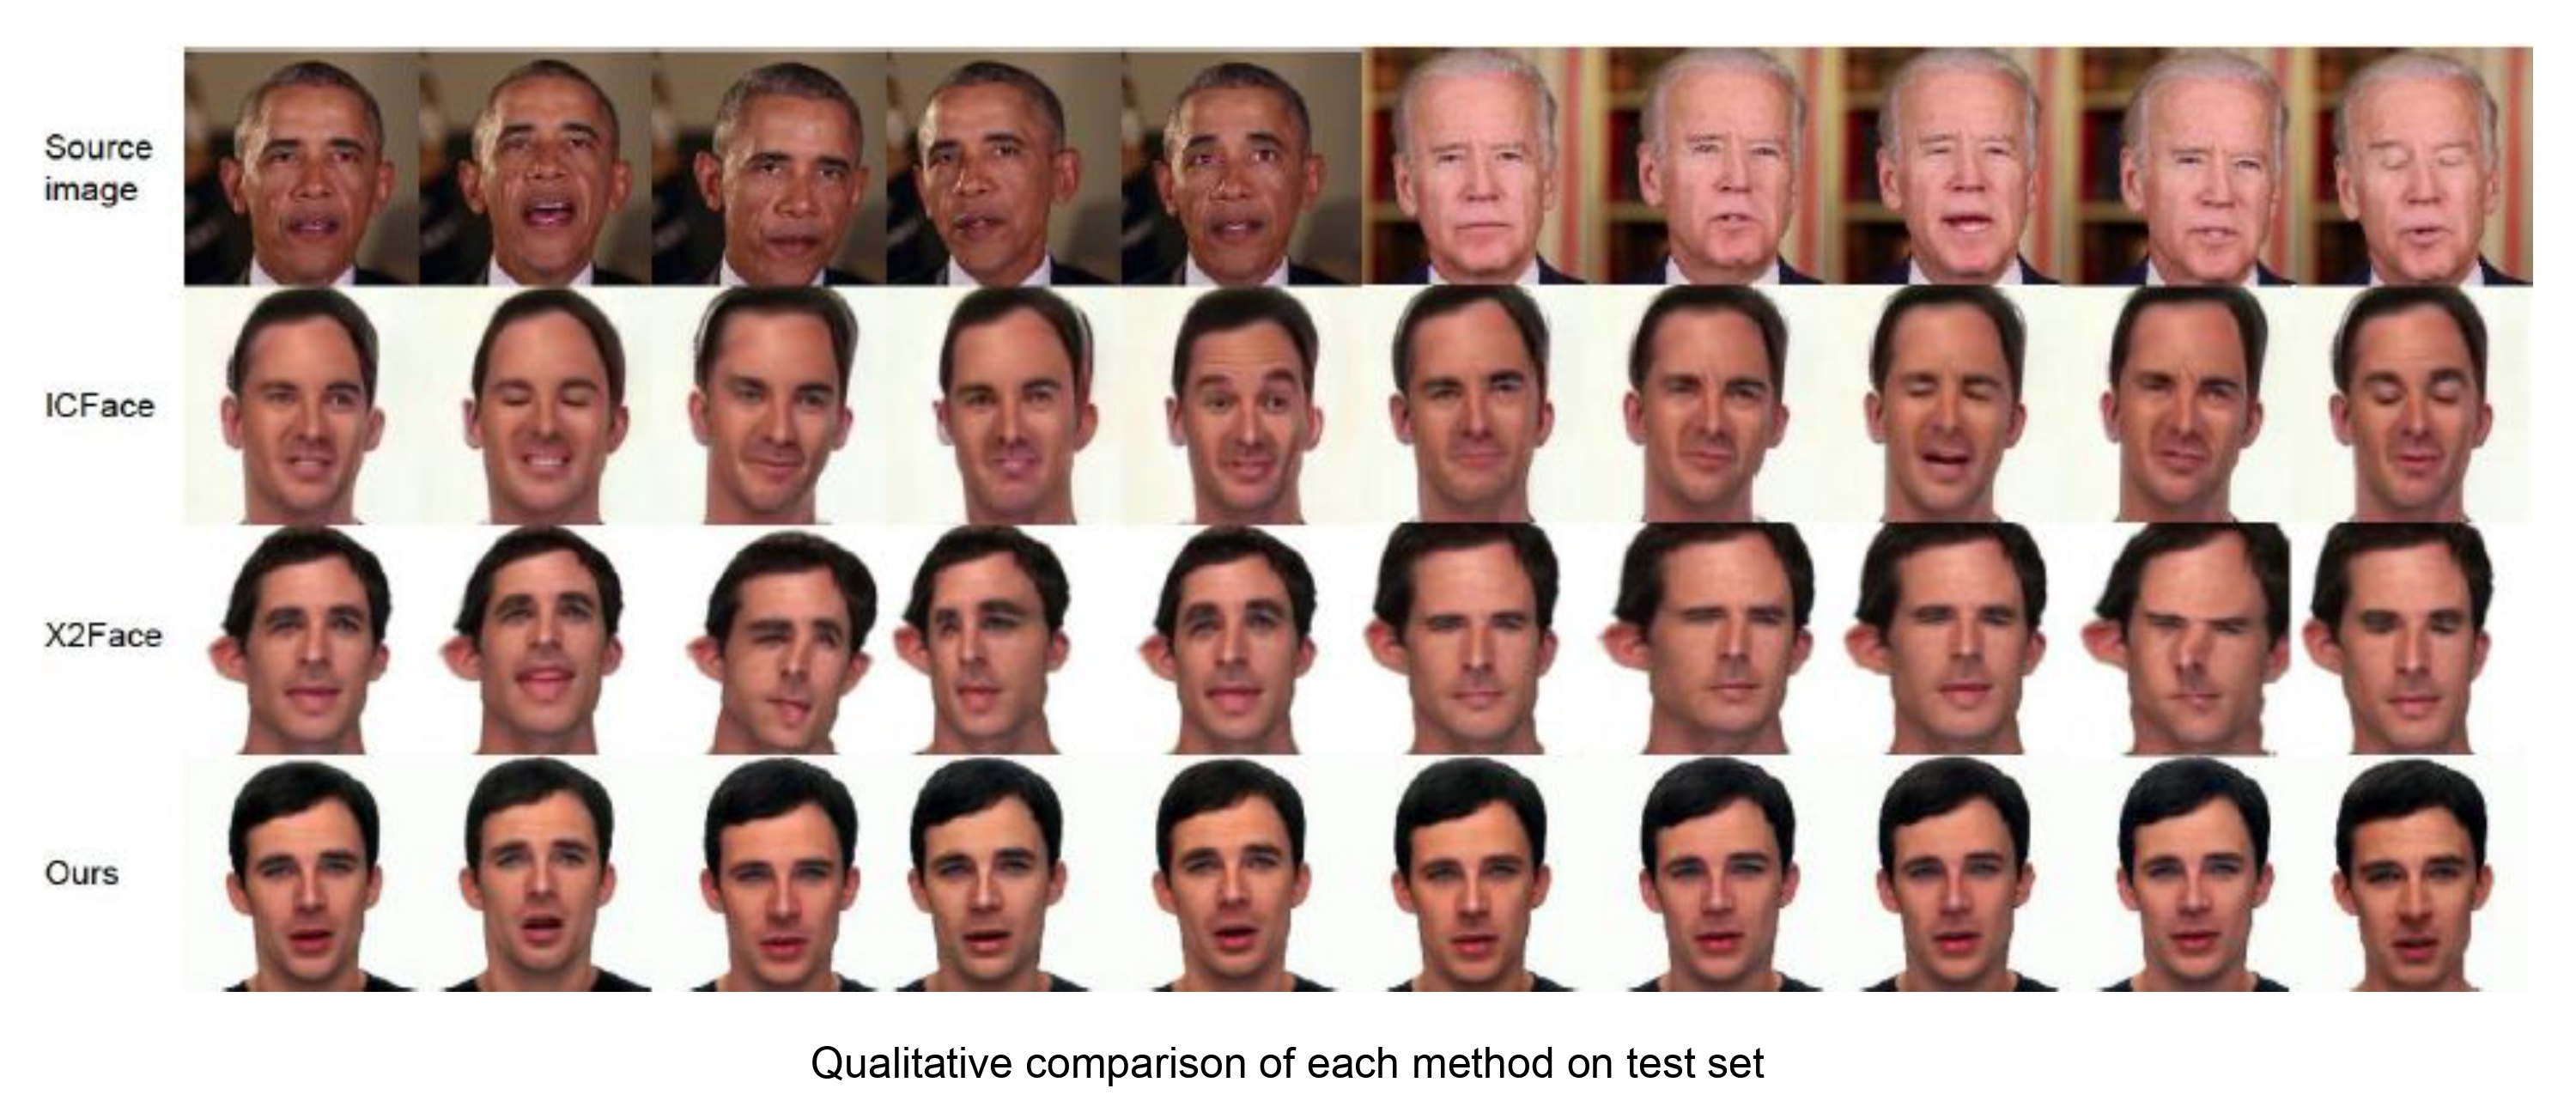 Source
image
ICFace
X2Face
Ours
Qualitative comparison of each method on test set